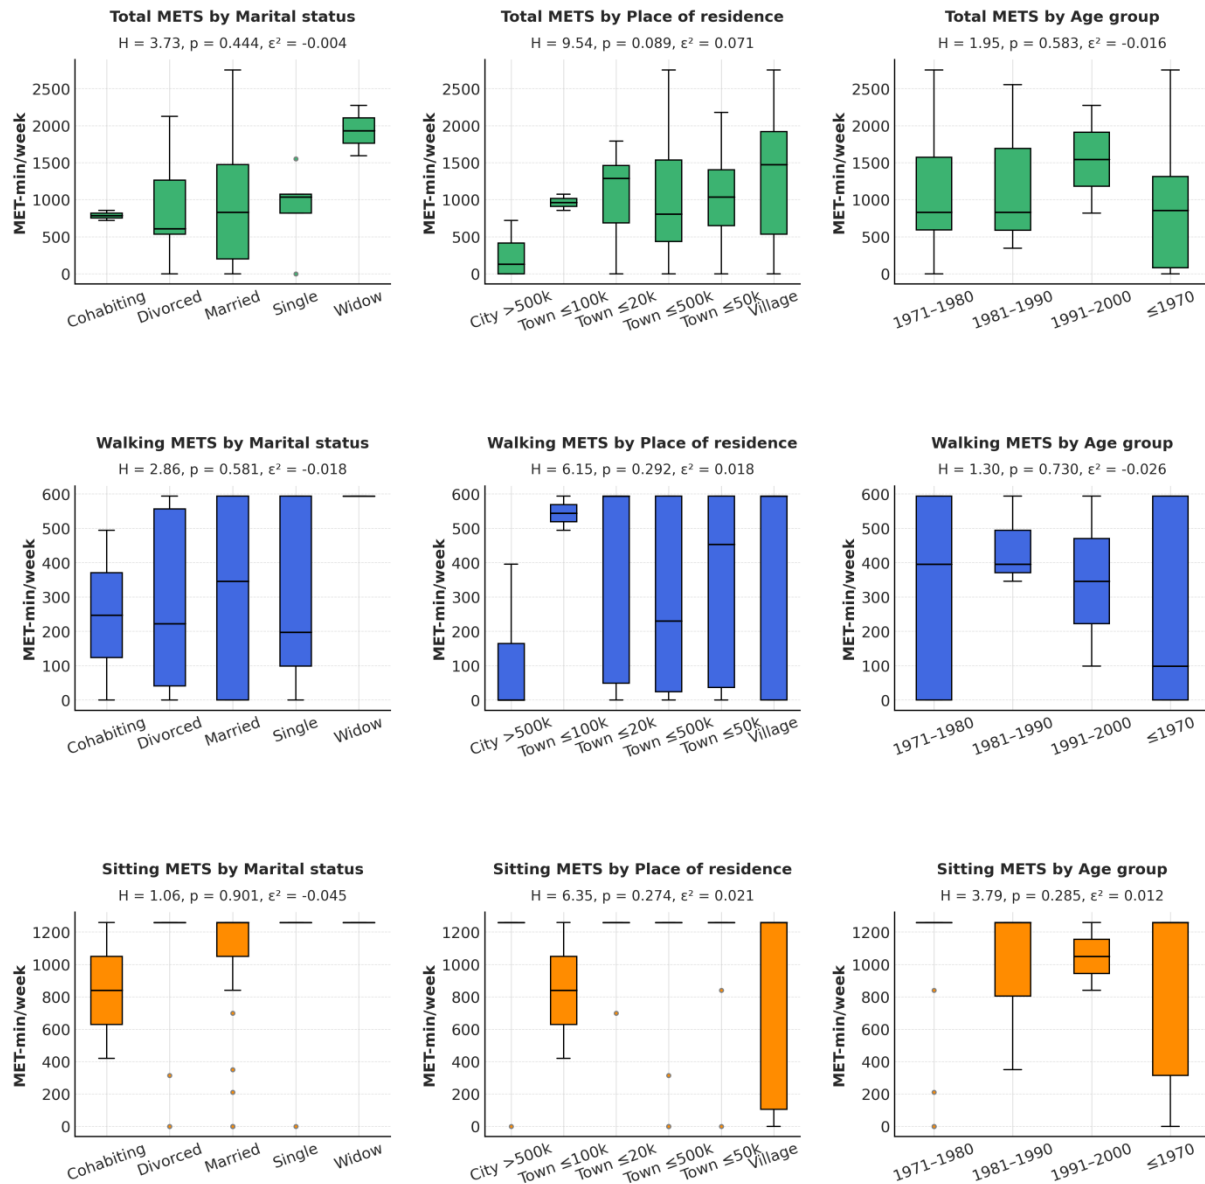 Total METS by Marital status
H = 3.73, p = 0.444, ε² = -0.004
MET-min/week
2500
2000
1500
1000
500
0
Cohabiting
Divorced
Married
Single
Widow
Total METS by Place of residence
H = 9.54, p = 0.089, ε² = 0.071
MET-min/week
2500
2000
1500
1000
500
0
City >500k
Town ≤100k
Town ≤20k
Town ≤500k
Town ≤50k
Village
Total METS by Age group
H = 1.95, p = 0.583, ε² = -0.016
MET-min/week
2500
2000
1500
1000
500
0
1971–1980
1981–1990
1991–2000
≤1970
Walking METS by Marital status
H = 2.86, p = 0.581, ε² = -0.018
MET-min/week
600
500
400
300
200
100
0
Cohabiting
Divorced
Married
Single
Widow
Walking METS by Place of residence
H = 6.15, p = 0.292, ε² = 0.018
MET-min/week
600
500
400
300
200
100
0
City >500k
Town ≤100k
Town ≤20k
Town ≤500k
Town ≤50k
Village
Walking METS by Age group
H = 1.30, p = 0.730, ε² = -0.026
MET-min/week
600
500
400
300
200
100
0
1971–1980
1981–1990
1991–2000
≤1970
Sitting METS by Marital status
H = 1.06, p = 0.901, ε² = -0.045
MET-min/week
1200
1000
800
600
400
200
0
Cohabiting
Divorced
Married
Single
Widow
Sitting METS by Place of residence
H = 6.35, p = 0.274, ε² = 0.021
MET-min/week
1200
1000
800
600
400
200
0
City >500k
Town ≤100k
Town ≤20k
Town ≤500k
Town ≤50k
Village
Sitting METS by Age group
H = 3.79, p = 0.285, ε² = 0.012
MET-min/week
1200
1000
800
600
400
200
0
1971–1980
1981–1990
1991–2000
≤1970